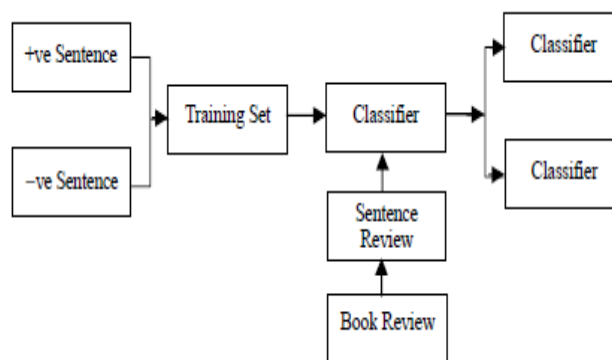 +ve Sentence
Classifier
Training Set
Classifier
–ve Sentence
Classifier
Sentence
Review
Book Review